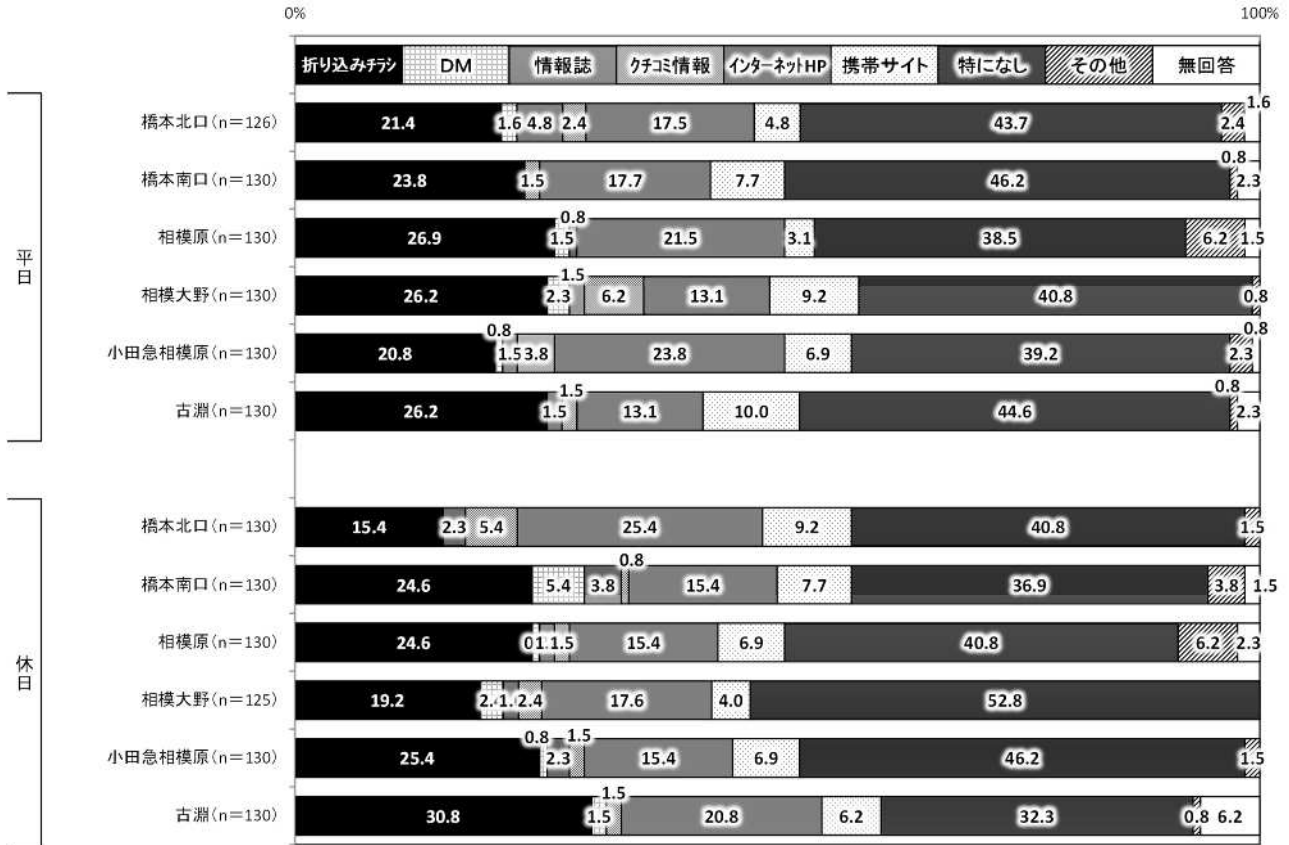 0% 100%
折り込みチラシ DM 情報誌 クチコミ情報 インターネットHP 携帯サイト 特になし その他 無回答
平日
橋本北口(n=126) 21.4 1.6 4.8 2.4 17.5 4.8 43.7 2.4 1.6
橋本南口(n=130) 23.8 1.5 17.7 7.7 46.2 0.8 2.3
相模原(n=130) 26.9 1.5 0.8 21.5 3.1 38.5 6.2 1.5
相模大野(n=130) 26.2 2.3 1.5 6.2 13.1 9.2 40.8 0.8
小田急相模原(n=130) 20.8 0.8 1.5 3.8 23.8 6.9 39.2 2.3 0.8
古淵(n=130) 26.2 1.5 1.5 13.1 10.0 44.6 0.8 2.3
休日
橋本北口(n=130) 15.4 2.3 5.4 25.4 9.2 40.8 1.5
橋本南口(n=130) 24.6 5.4 3.8 0.8 15.4 7.7 36.9 3.8 1.5
相模原(n=130) 24.6 1.5 15.4 6.9 40.8 6.2 2.3
相模大野(n=125) 19.2 2.4 17.6 4.0 52.8
小田急相模原(n=130) 25.4 0.8 2.3 1.5 15.4 6.9 46.2 1.5
古淵(n=130) 30.8 1.5 1.5 20.8 6.2 32.3 0.8 6.2